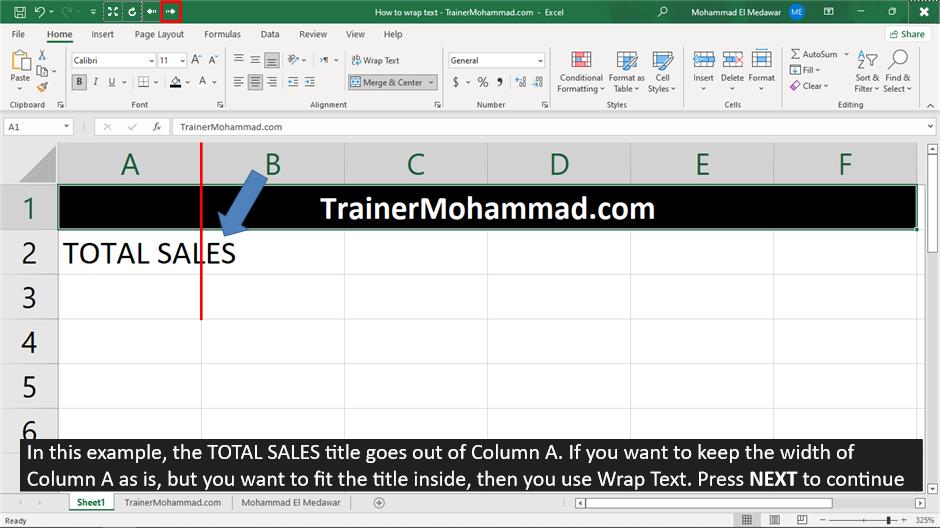 How to wrap text - TrainerMohammad.com - Excel
Mohammad El Medawar ME
File Home Insert Page Layout Formulas Data Review View Help Share
Calibri 11 A A Wrap Text General AutoSum
Paste Conditional Format as Cell Insert Delete Format Fill Sort & Find &
B I U A Merge & Center $ % , Formatting Table Styles Clear Filter Select
Clipboard Font Alignment Number Styles Cells Editing
A1 fx TrainerMohammad.com
A B C D E F
1 TrainerMohammad.com
2 TOTAL SALES
3
4
5
6
In this example, the TOTAL SALES title goes out of Column A. If you want to keep the width of
Column A as is, but you want to fit the title inside, then you use Wrap Text. Press NEXT to continue
Sheet1 TrainerMohammad.com Mohammad El Medawar
Ready 325%